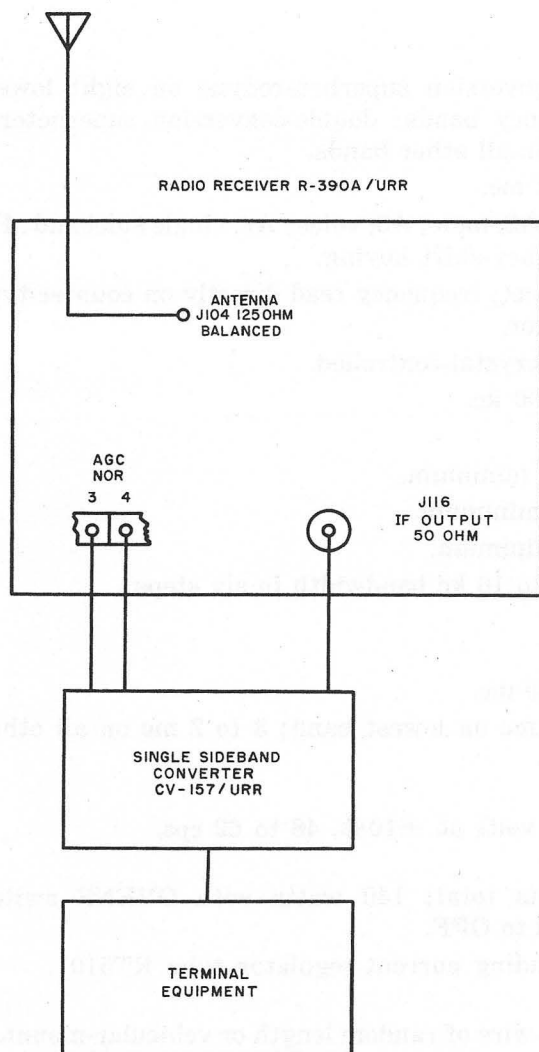 RADIO RECEIVER R-390A/URR
ANTENNA
J104 125OHM
BALANCED
AGC
NOR
3 4
J116
IF OUTPUT
50 OHM
SINGLE SIDEBAND
CONVERTER
CV-157/URR
TERMINAL
EQUIPMENT